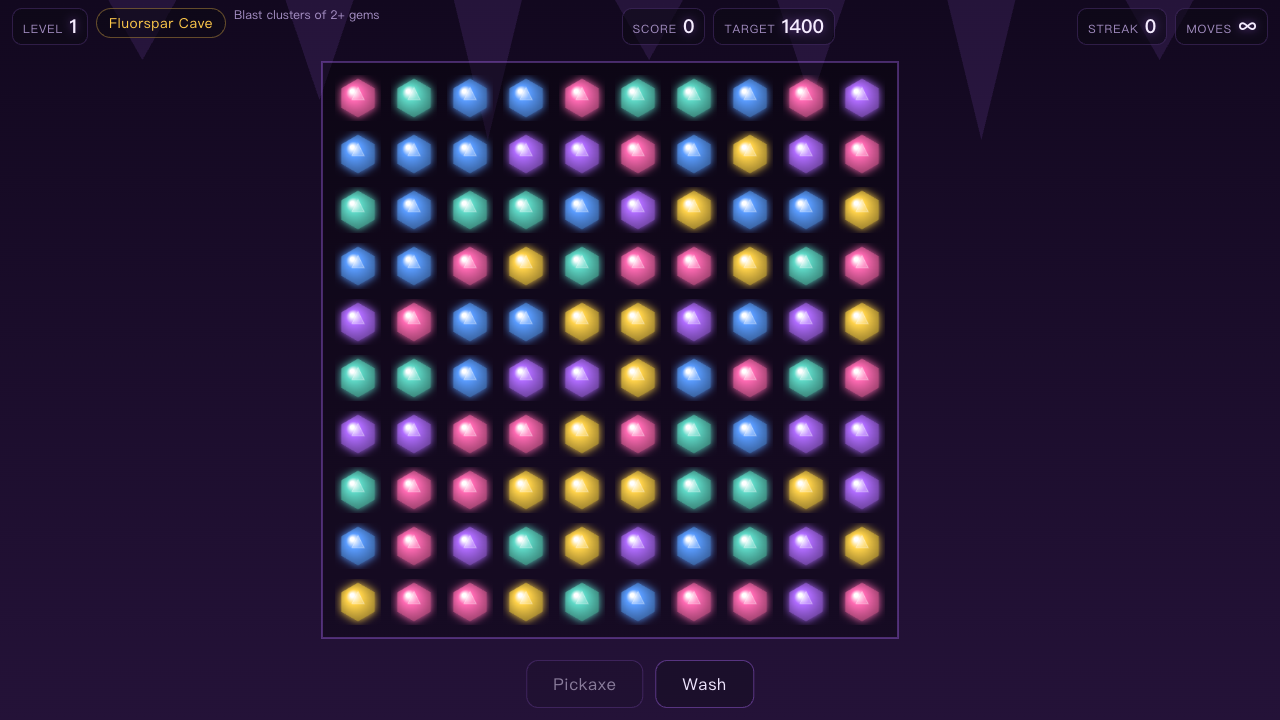 LEVEL 1
Fluorspar Cave
Blast clusters of 2+ gems
SCORE 0
TARGET 1400
STREAK 0
MOVES ∞
Pickaxe
Wash